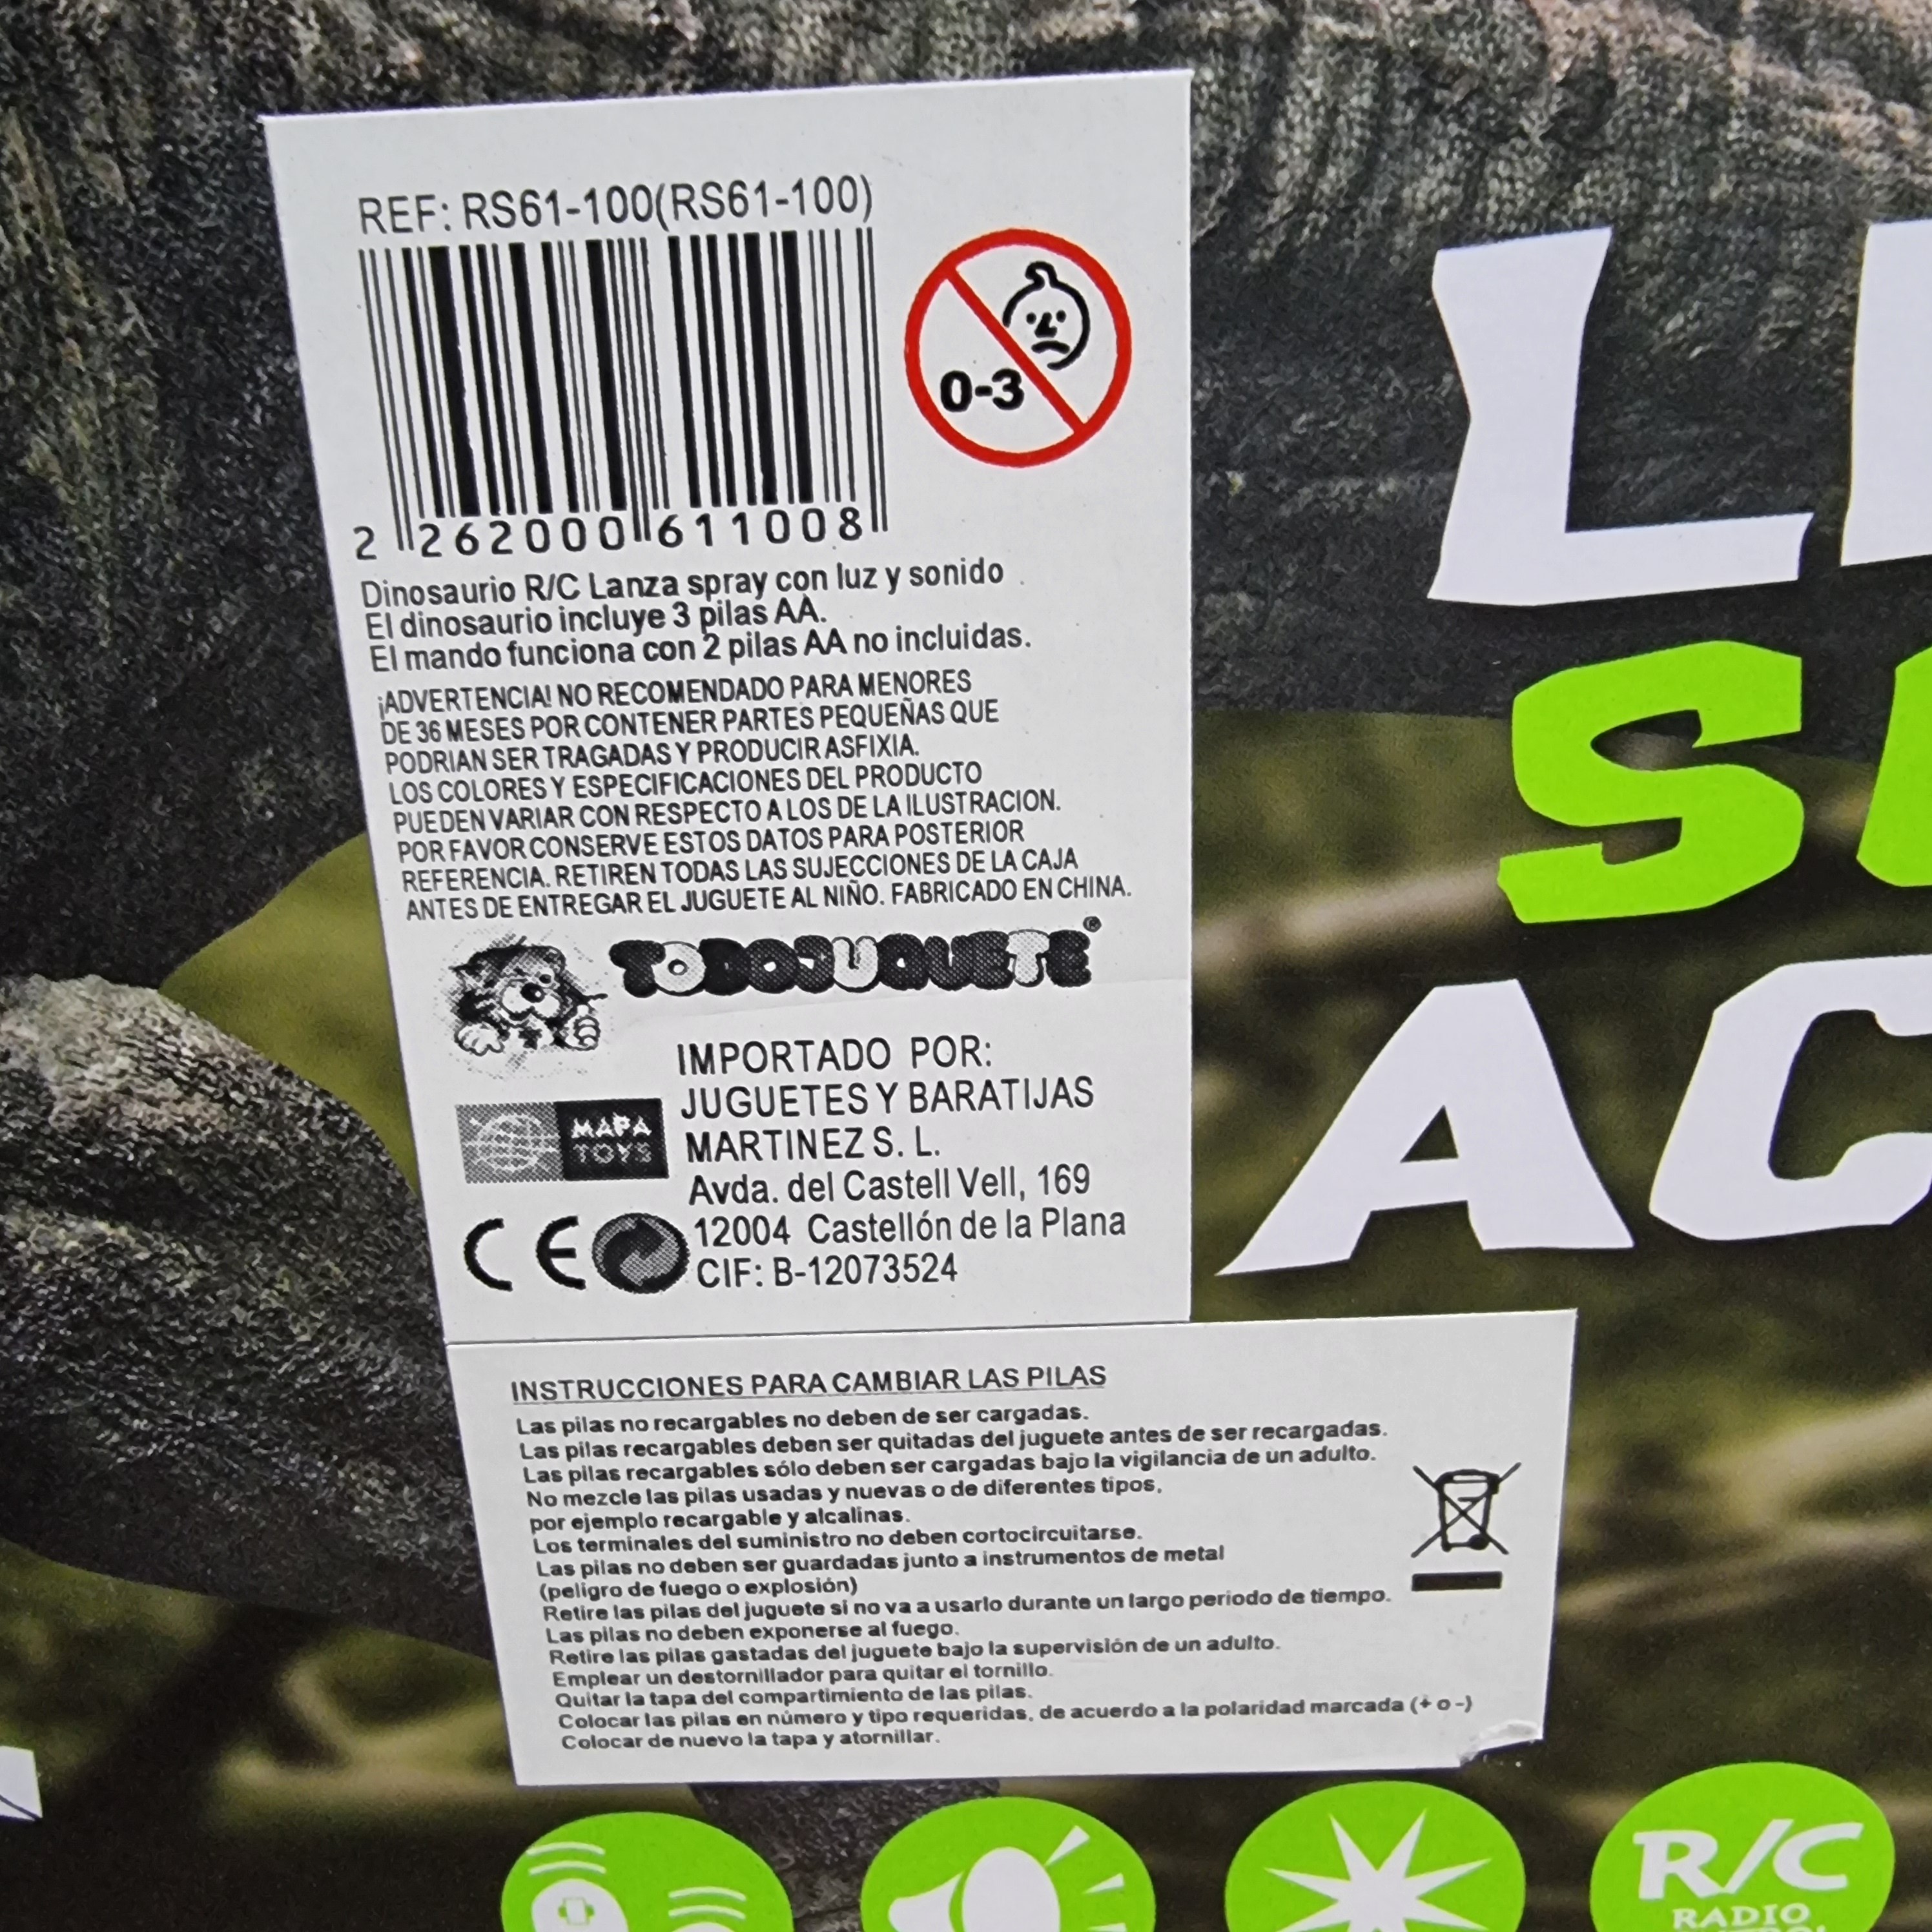 REF: RS61-100(RS61-100)
0-3
2 262000 611008
Dinosaurio R/C Lanza spray con luz y sonido .
El dinosaurio incluye 3 pilas AA.
El mando funciona con 2 pilas AA no incluidas.
¡ADVERTENCIA! NO RECOMENDADO PARA MENORES
DE 36 MESES POR CONTENER PARTES PEQUEÑAS QUE
PODRIAN SER TRAGADAS Y PRODUCIR ASFIXIA.
LOS COLORES Y ESPECIFICACIONES DEL PRODUCTO
PUEDEN VARIAR CON RESPECTO A LOS DE LA ILUSTRACION.
POR FAVOR CONSERVE ESTOS DATOS PARA POSTERIOR
REFERENCIA. RETIREN TODAS LAS SUJECCIONES DE LA CAJA
ANTES DE ENTREGAR EL JUGUETE AL NIÑO. FABRICADO EN CHINA.
TODOJUGUETE®
IMPORTADO POR:
JUGUETES Y BARATIJAS
MARTINEZ S. L.
Avda. del Castell Vell, 169
12004 Castellón de la Plana
CIF: B-12073524
MAPA
TOYS
CE
INSTRUCCIONES PARA CAMBIAR LAS PILAS
Las pilas no recargables no deben de ser cargadas.
Las pilas recargables deben ser quitadas del juguete antes de ser recargadas.
Las pilas recargables sólo deben ser cargadas bajo la vigilancia de un adulto.
No mezcle las pilas usadas y nuevas o de diferentes tipos,
por ejemplo recargable y alcalinas.
Los terminales del suministro no deben cortocircuitarse.
Las pilas no deben ser guardadas junto a instrumentos de metal
(peligro de fuego o explosión)
Retire las pilas del juguete si no va a usarlo durante un largo periodo de tiempo.
Las pilas no deben exponerse al fuego.
Retire las pilas gastadas del juguete bajo la supervisión de un adulto.
Emplear un destornillador para quitar el tornillo.
Quitar la tapa del compartimiento de las pilas.
Colocar las pilas en número y tipo requeridas, de acuerdo a la polaridad marcada (+ o -)
Colocar de nuevo la tapa y atornillar.
R/C
RADIO